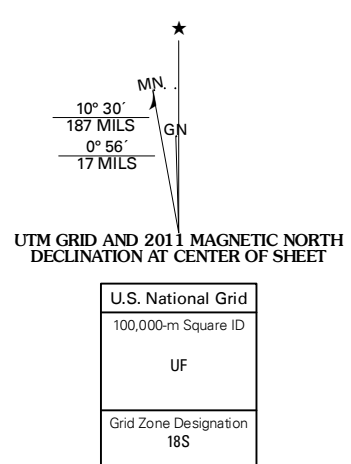 ★
MN
10° 30´
187 MILS
GN
0° 56´
17 MILS
UTM GRID AND 2011 MAGNETIC NORTH
DECLINATION AT CENTER OF SHEET
U.S. National Grid
100,000-m Square ID
UF
Grid Zone Designation
18S